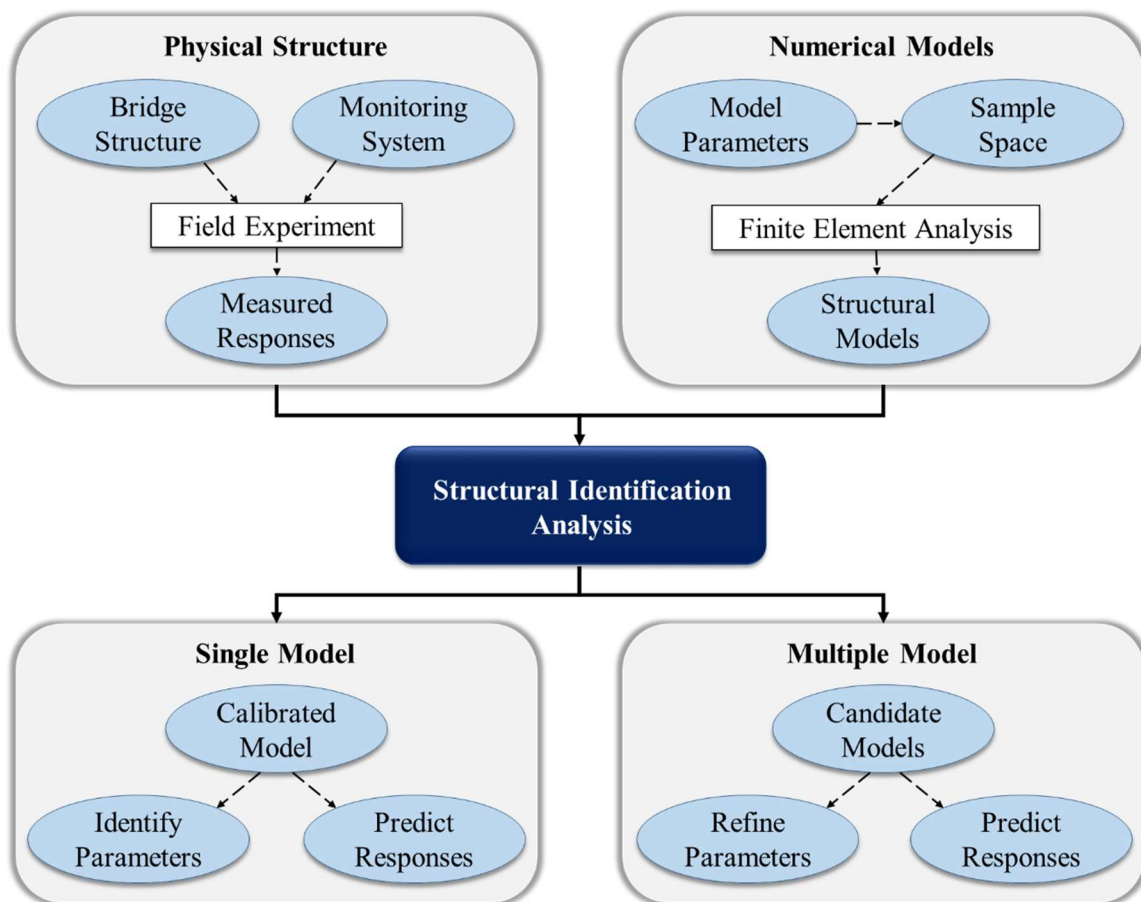 Physical Structure
Bridge
Structure
Monitoring
System
Field Experiment
Measured
Responses
Numerical Models
Model
Parameters
Sample
Space
Finite Element Analysis
Structural
Models
Structural Identification
Analysis
Single Model
Calibrated
Model
Identify
Parameters
Predict
Responses
Multiple Model
Candidate
Models
Refine
Parameters
Predict
Responses